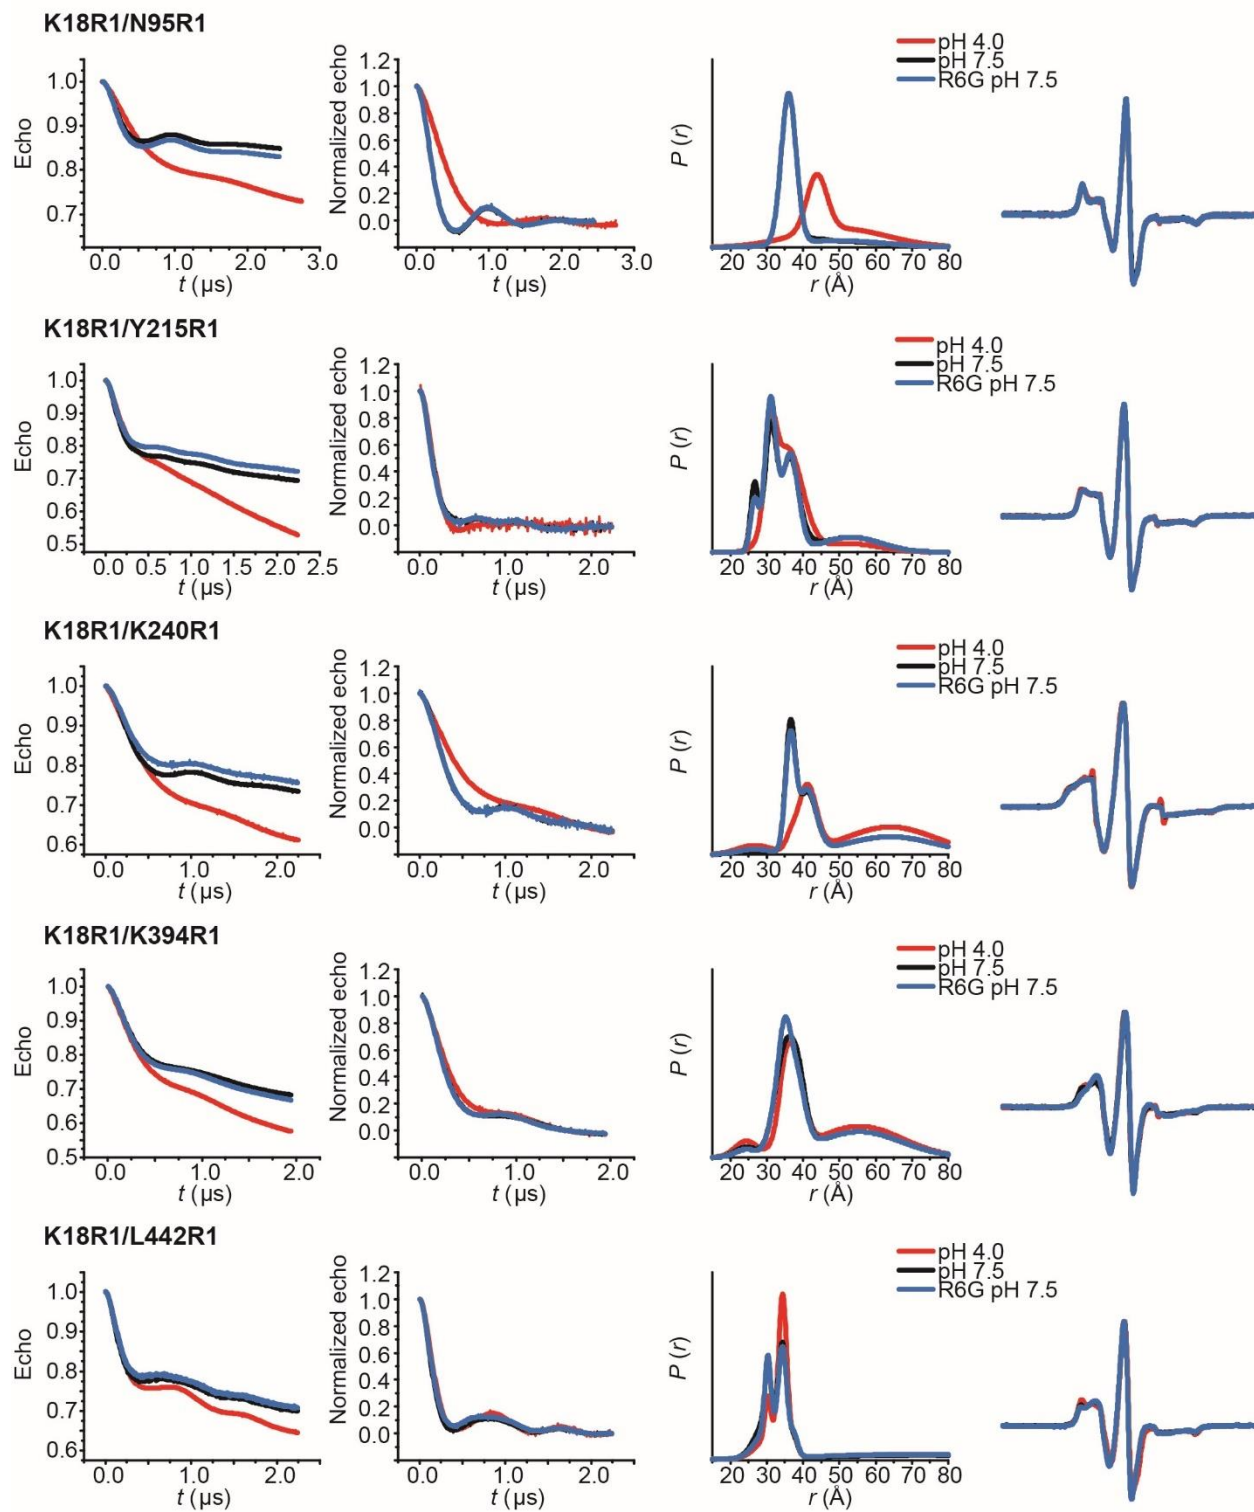 K18R1/N95R1
Echo
1.0
0.9
0.8
0.7
0.0 1.0 2.0 3.0
t (µs)
Normalized echo
1.2
1.0
0.8
0.6
0.4
0.2
0.0
0.0 1.0 2.0 3.0
t (µs)
P (r)
20 30 40 50 60 70 80
r (Å)
pH 4.0
pH 7.5
R6G pH 7.5
K18R1/Y215R1
Echo
1.0
0.9
0.8
0.7
0.6
0.5
0.0 0.5 1.0 1.5 2.0 2.5
t (µs)
Normalized echo
1.2
1.0
0.8
0.6
0.4
0.2
0.0
0.0 1.0 2.0
t (µs)
P (r)
20 30 40 50 60 70 80
r (Å)
pH 4.0
pH 7.5
R6G pH 7.5
K18R1/K240R1
Echo
1.0
0.9
0.8
0.7
0.6
0.0 0.5 1.0 1.5 2.0
t (µs)
Normalized echo
1.2
1.0
0.8
0.6
0.4
0.2
0.0
0.0 1.0 2.0
t (µs)
P (r)
20 30 40 50 60 70 80
r (Å)
pH 4.0
pH 7.5
R6G pH 7.5
K18R1/K394R1
Echo
1.0
0.9
0.8
0.7
0.6
0.5
0.0 1.0 2.0
t (µs)
Normalized echo
1.2
1.0
0.8
0.6
0.4
0.2
0.0
0.0 1.0 2.0
t (µs)
P (r)
20 30 40 50 60 70 80
r (Å)
pH 4.0
pH 7.5
R6G pH 7.5
K18R1/L442R1
Echo
1.0
0.9
0.8
0.7
0.6
0.0 0.5 1.0 1.5 2.0
t (µs)
Normalized echo
1.2
1.0
0.8
0.6
0.4
0.2
0.0
0.0 1.0 2.0
t (µs)
P (r)
20 30 40 50 60 70 80
r (Å)
pH 4.0
pH 7.5
R6G pH 7.5